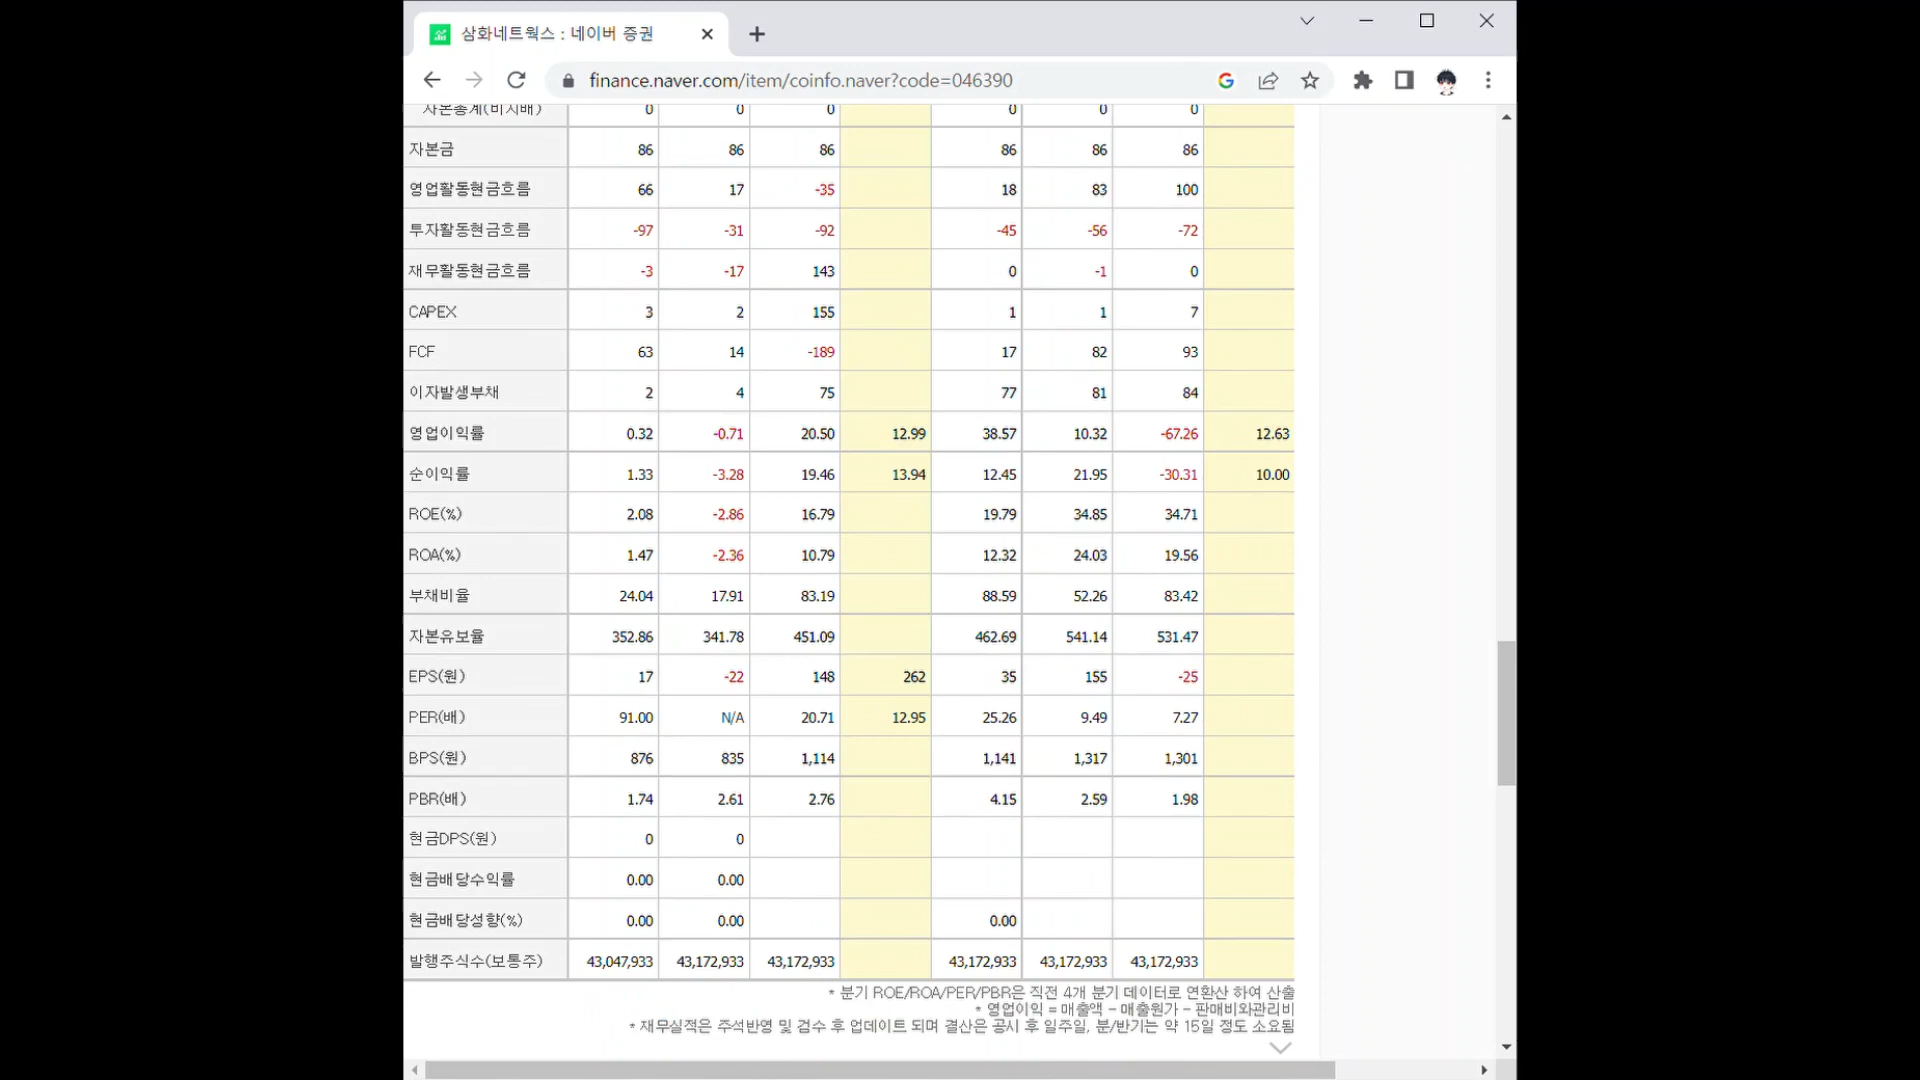 삼화네트웍스 : 네이버 증권
finance.naver.com/item/coinfo.naver?code=046390
자본총계(비지배) 0 0 0 0 0 0
자본금 86 86 86 86 86 86
영업활동현금흐름 66 17 -35 18 83 100
투자활동현금흐름 -97 -31 -92 -45 -56 -72
재무활동현금흐름 -3 -17 143 0 -1 0
CAPEX 3 2 155 1 1 7
FCF 63 14 -189 17 82 93
이자발생부채 2 4 75 77 81 84
영업이익률 0.32 -0.71 20.50 12.99 38.57 10.32 -67.26 12.63
순이익률 1.33 -3.28 19.46 13.94 12.45 21.95 -30.31 10.00
ROE(%) 2.08 -2.86 16.79 19.79 34.85 34.71
ROA(%) 1.47 -2.36 10.79 12.32 24.03 19.56
부채비율 24.04 17.91 83.19 88.59 52.26 83.42
자본유보율 352.86 341.78 451.09 462.69 541.14 531.47
EPS(원) 17 -22 148 262 35 155 -25
PER(배) 91.00 N/A 20.71 12.95 25.26 9.49 7.27
BPS(원) 876 835 1,114 1,141 1,317 1,301
PBR(배) 1.74 2.61 2.76 4.15 2.59 1.98
현금DPS(원) 0 0
현금배당수익률 0.00 0.00
현금배당성향(%) 0.00 0.00 0.00
발행주식수(보통주) 43,047,933 43,172,933 43,172,933 43,172,933 43,172,933 43,172,933
* 분기 ROE/ROA/PER/PBR은 직전 4개 분기 데이터로 연환산 하여 산출
* 영업이익 = 매출액 - 매출원가 - 판매비와관리비
* 재무실적은 주석반영 및 검수 후 업데이트 되며 결산은 공시 후 일주일, 분/반기는 약 15일 정도 소요됨